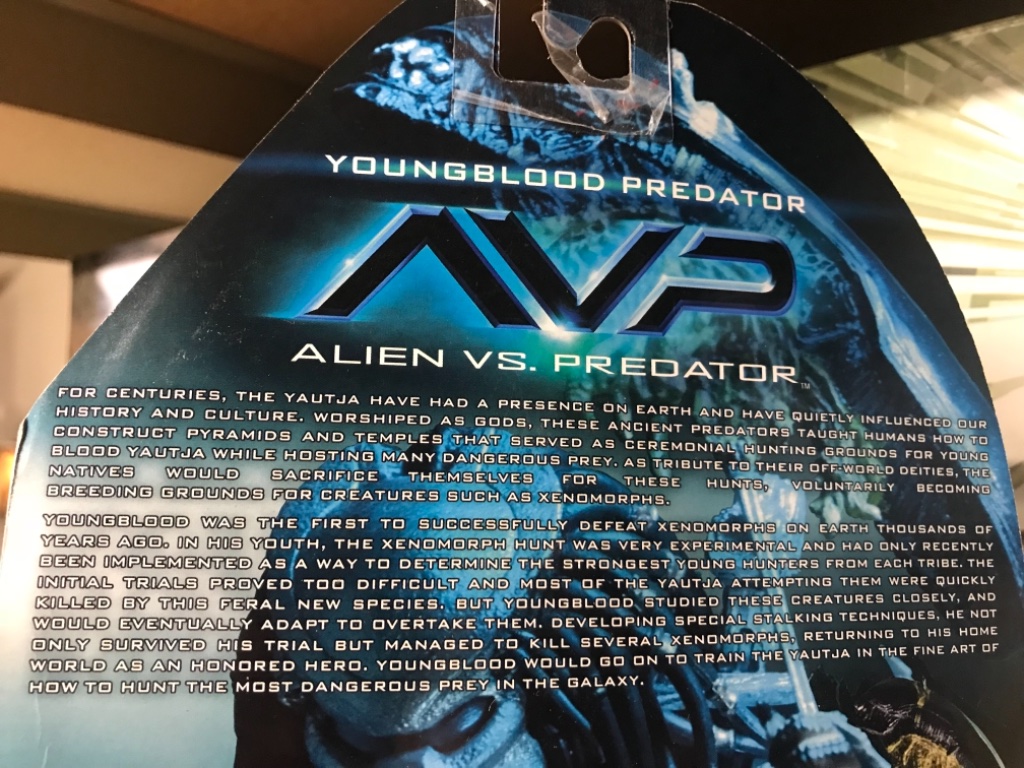 YOUNGBLOOD PREDATOR
AVP
ALIEN VS. PREDATOR™
FOR CENTURIES, THE YAUTJA HAVE HAD A PRESENCE ON EARTH AND HAVE QUIETLY INFLUENCED OUR
HISTORY AND CULTURE. WORSHIPED AS GODS, THESE ANCIENT PREDATORS TAUGHT HUMANS HOW TO
CONSTRUCT PYRAMIDS AND TEMPLES THAT SERVED AS CEREMONIAL HUNTING GROUNDS FOR YOUNG
BLOOD YAUTJA WHILE HOSTING MANY DANGEROUS PREY. AS TRIBUTE TO THEIR OFF-WORLD DEITIES, THE
NATIVES WOULD SACRIFICE THEMSELVES FOR THESE HUNTS, VOLUNTARILY BECOMING
BREEDING GROUNDS FOR CREATURES SUCH AS XENOMORPHS.
YOUNGBLOOD WAS THE FIRST TO SUCCESSFULLY DEFEAT XENOMORPHS ON EARTH THOUSANDS OF
YEARS AGO. IN HIS YOUTH, THE XENOMORPH HUNT WAS VERY EXPERIMENTAL AND HAD ONLY RECENTLY
BEEN IMPLEMENTED AS A WAY TO DETERMINE THE STRONGEST YOUNG HUNTERS FROM EACH TRIBE. THE
INITIAL TRIALS PROVED TOO DIFFICULT AND MOST OF THE YAUTJA ATTEMPTING THEM WERE QUICKLY
KILLED BY THIS FERAL NEW SPECIES. BUT YOUNGBLOOD STUDIED THESE CREATURES CLOSELY, AND
WOULD EVENTUALLY ADAPT TO OVERTAKE THEM. DEVELOPING SPECIAL STALKING TECHNIQUES, HE NOT
ONLY SURVIVED HIS TRIAL BUT MANAGED TO KILL SEVERAL XENOMORPHS, RETURNING TO HIS HOME
WORLD AS AN HONORED HERO. YOUNGBLOOD WOULD GO ON TO TRAIN THE YAUTJA IN THE FINE ART OF
HOW TO HUNT THE MOST DANGEROUS PREY IN THE GALAXY.